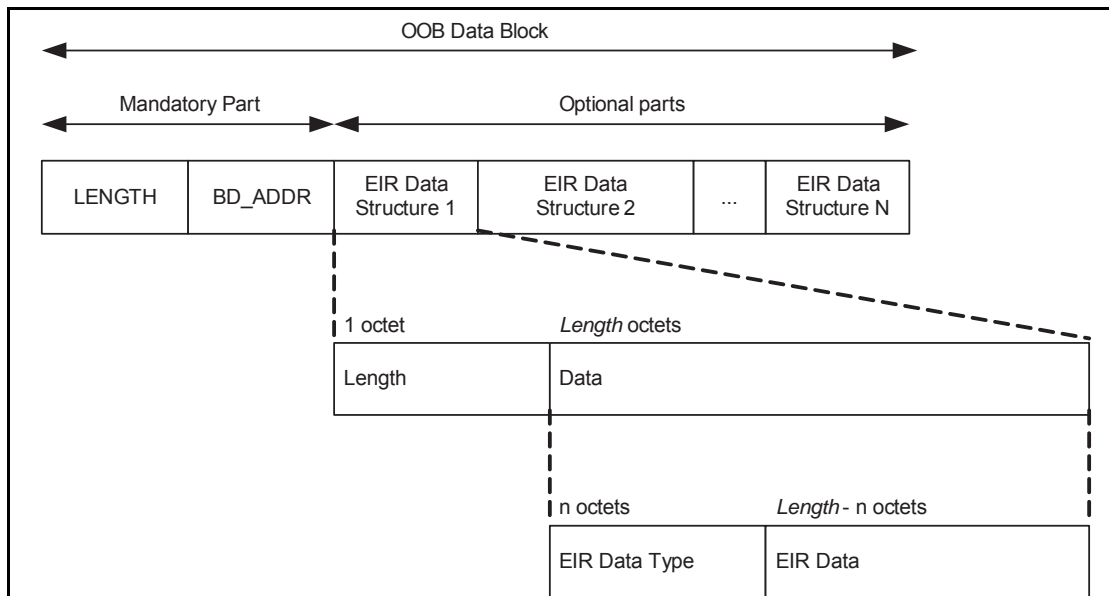 OOB Data Block
Mandatory Part
Optional parts
LENGTH
BD_ADDR
EIR Data
Structure 1
EIR Data
Structure 2
...
EIR Data
Structure N
1 octet
Length octets
Length
Data
n octets
Length - n octets
EIR Data Type
EIR Data